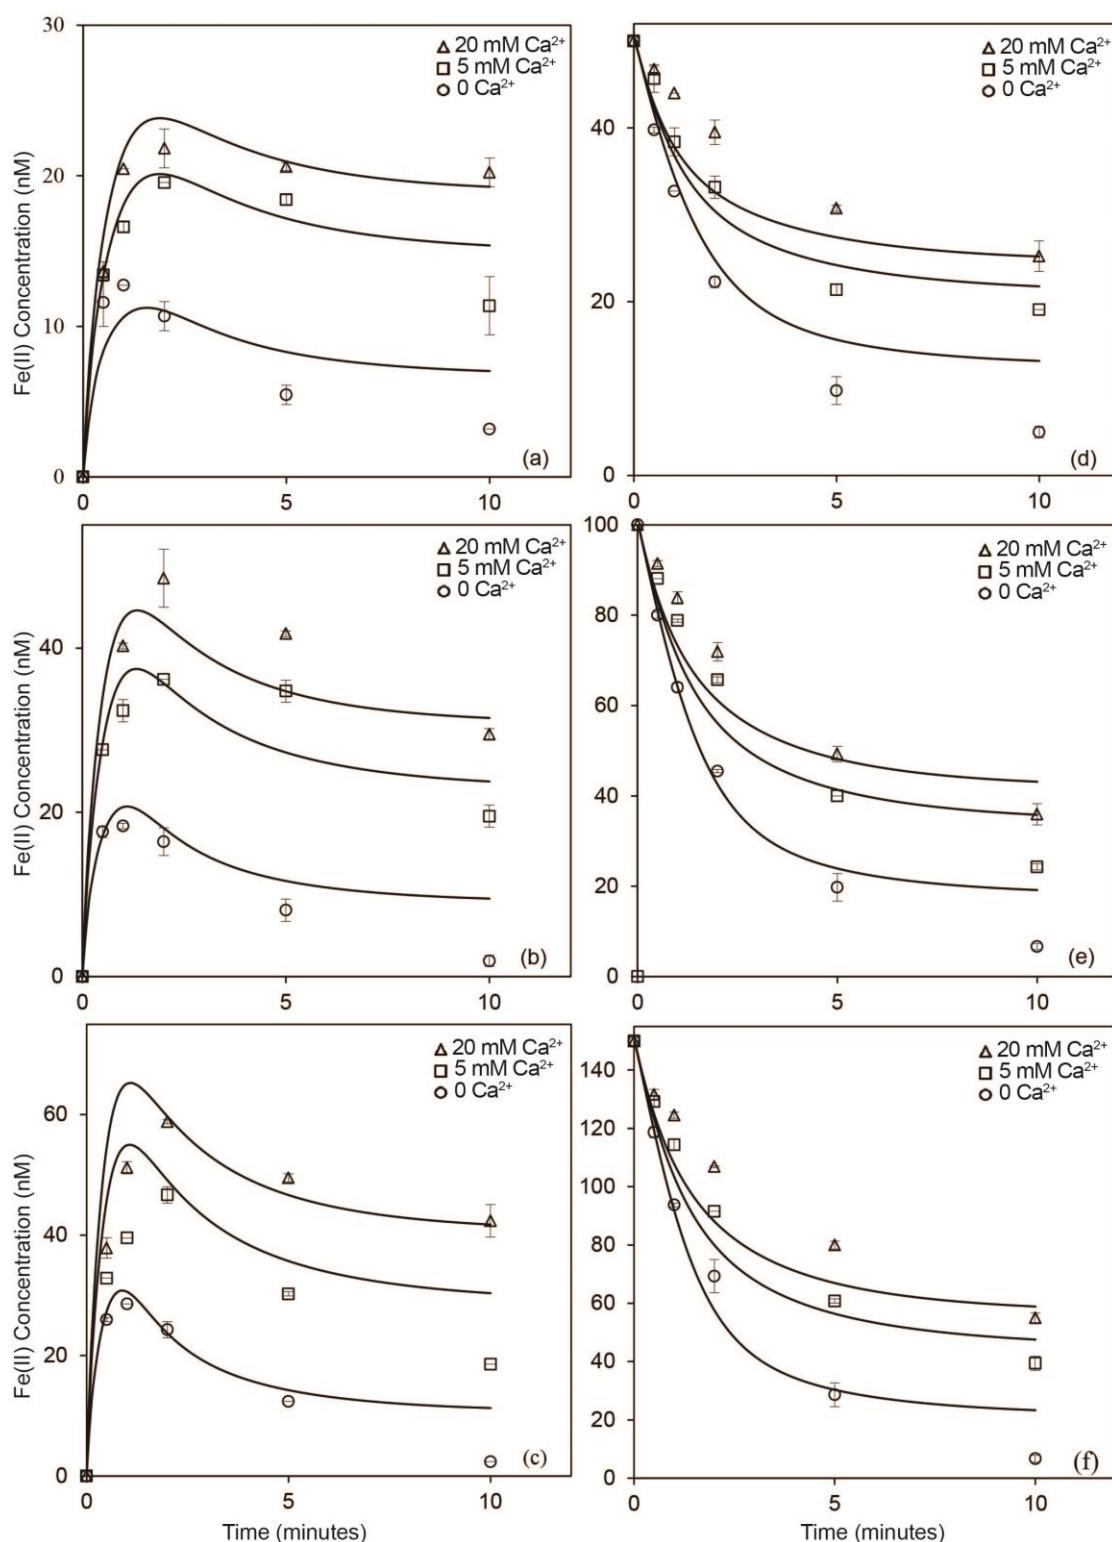 30
20
10
0
0
5
10
Fe(II) Concentration (nM)
20 mM Ca²⁺
5 mM Ca²⁺
0 Ca²⁺
(a)
40
20
0
0
5
10
20 mM Ca²⁺
5 mM Ca²⁺
0 Ca²⁺
(d)
40
20
0
0
5
10
Fe(II) Concentration (nM)
20 mM Ca²⁺
5 mM Ca²⁺
0 Ca²⁺
(b)
100
80
60
40
20
0
0
5
10
20 mM Ca²⁺
5 mM Ca²⁺
0 Ca²⁺
(e)
60
40
20
0
0
5
10
Fe(II) Concentration (nM)
20 mM Ca²⁺
5 mM Ca²⁺
0 Ca²⁺
(c)
Time (minutes)
140
120
100
80
60
40
20
0
0
5
10
20 mM Ca²⁺
5 mM Ca²⁺
0 Ca²⁺
(f)
Time (minutes)